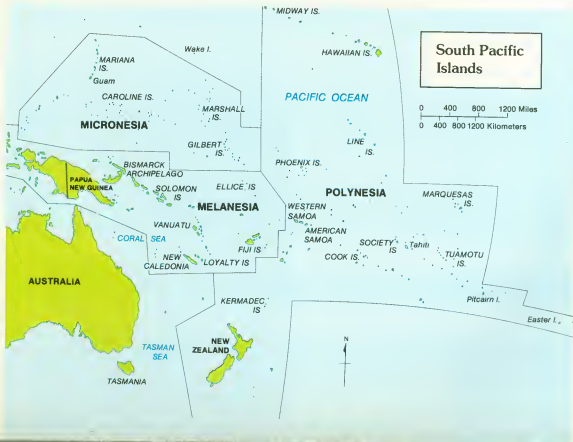 MIDWAY IS.
South Pacific
Islands
0 400 800 1200 Miles
0 400 800 1200 Kilometers
HAWAIIAN IS.
Wake I.
MARIANA
IS.
Guam
CAROLINE IS.
MARSHALL
IS.
MICRONESIA
PACIFIC OCEAN
GILBERT
IS.
LINE
IS.
PHOENIX IS.
BISMARCK
ARCHIPELAGO
PAPUA
NEW GUINEA
SOLOMON
IS
ELLICE IS
MELANESIA
POLYNESIA
MARQUESAS
IS.
WESTERN
SAMOA
AMERICAN
SAMOA
VANUATU
CORAL SEA
FIJI IS
NEW
CALEDONIA
LOYALTY IS
COOK IS.
SOCIETY
IS
Tahiti
TUAMOTU
IS.
AUSTRALIA
Pitcairn I.
Easter I.
KERMADEC
IS
TASMAN
SEA
NEW
ZEALAND
TASMANIA
N